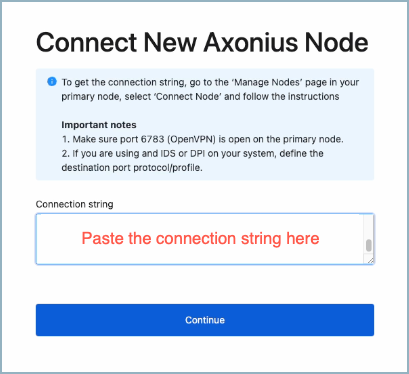 Connect New Axonius Node
To get the connection string, go to the ‘Manage Nodes’ page in your
primary node, select ‘Connect Node’ and follow the instructions
Important notes
1. Make sure port 6783 (OpenVPN) is open on the primary node.
2. If you are using and IDS or DPI on your system, define the
destination port protocol/profile.
Connection string
Paste the connection string here
Continue